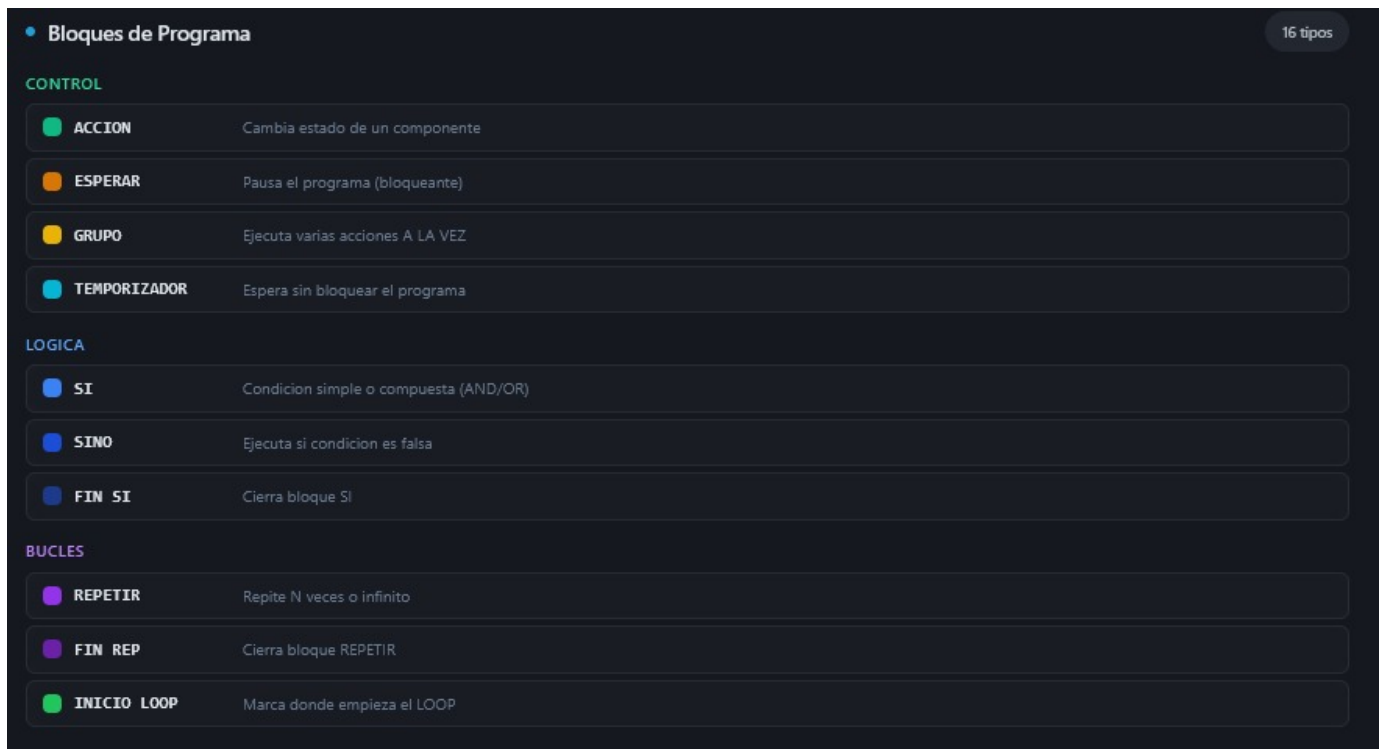 Bloques de Programa 16 tipos
CONTROL
ACCION Cambia estado de un componente
ESPERAR Pausa el programa (bloqueante)
GRUPO Ejecuta varias acciones A LA VEZ
TEMPORIZADOR Espera sin bloquear el programa
LOGICA
SI Condicion simple o compuesta (AND/OR)
SINO Ejecuta si condicion es falsa
FIN SI Cierra bloque SI
BUCLES
REPETIR Repite N veces o infinito
FIN REP Cierra bloque REPETIR
INICIO LOOP Marca donde empieza el LOOP